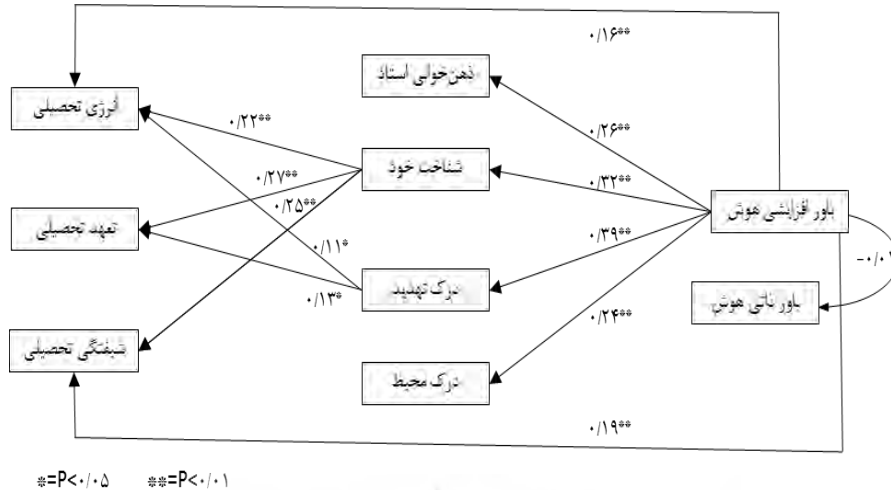 ۰/۱۶**
ذهن‌خوانی استاد
انرژی تحصیلی
۰/۲۲**
۰/۲۶**
شناخت خود
۰/۲۷**
۰/۳۲**
۰/۲۵**
باور افزایشی هوش
تعهد تحصیلی
۰/۳۹**
۰/۱۱*
درک تهدید
۰/۱۳*
باور ذاتی هوش
۰/۲۴**
شیفتگی تحصیلی
درک محیط
۰/۱۹**
*=P<۰/۰۵ **=P<۰/۰۱